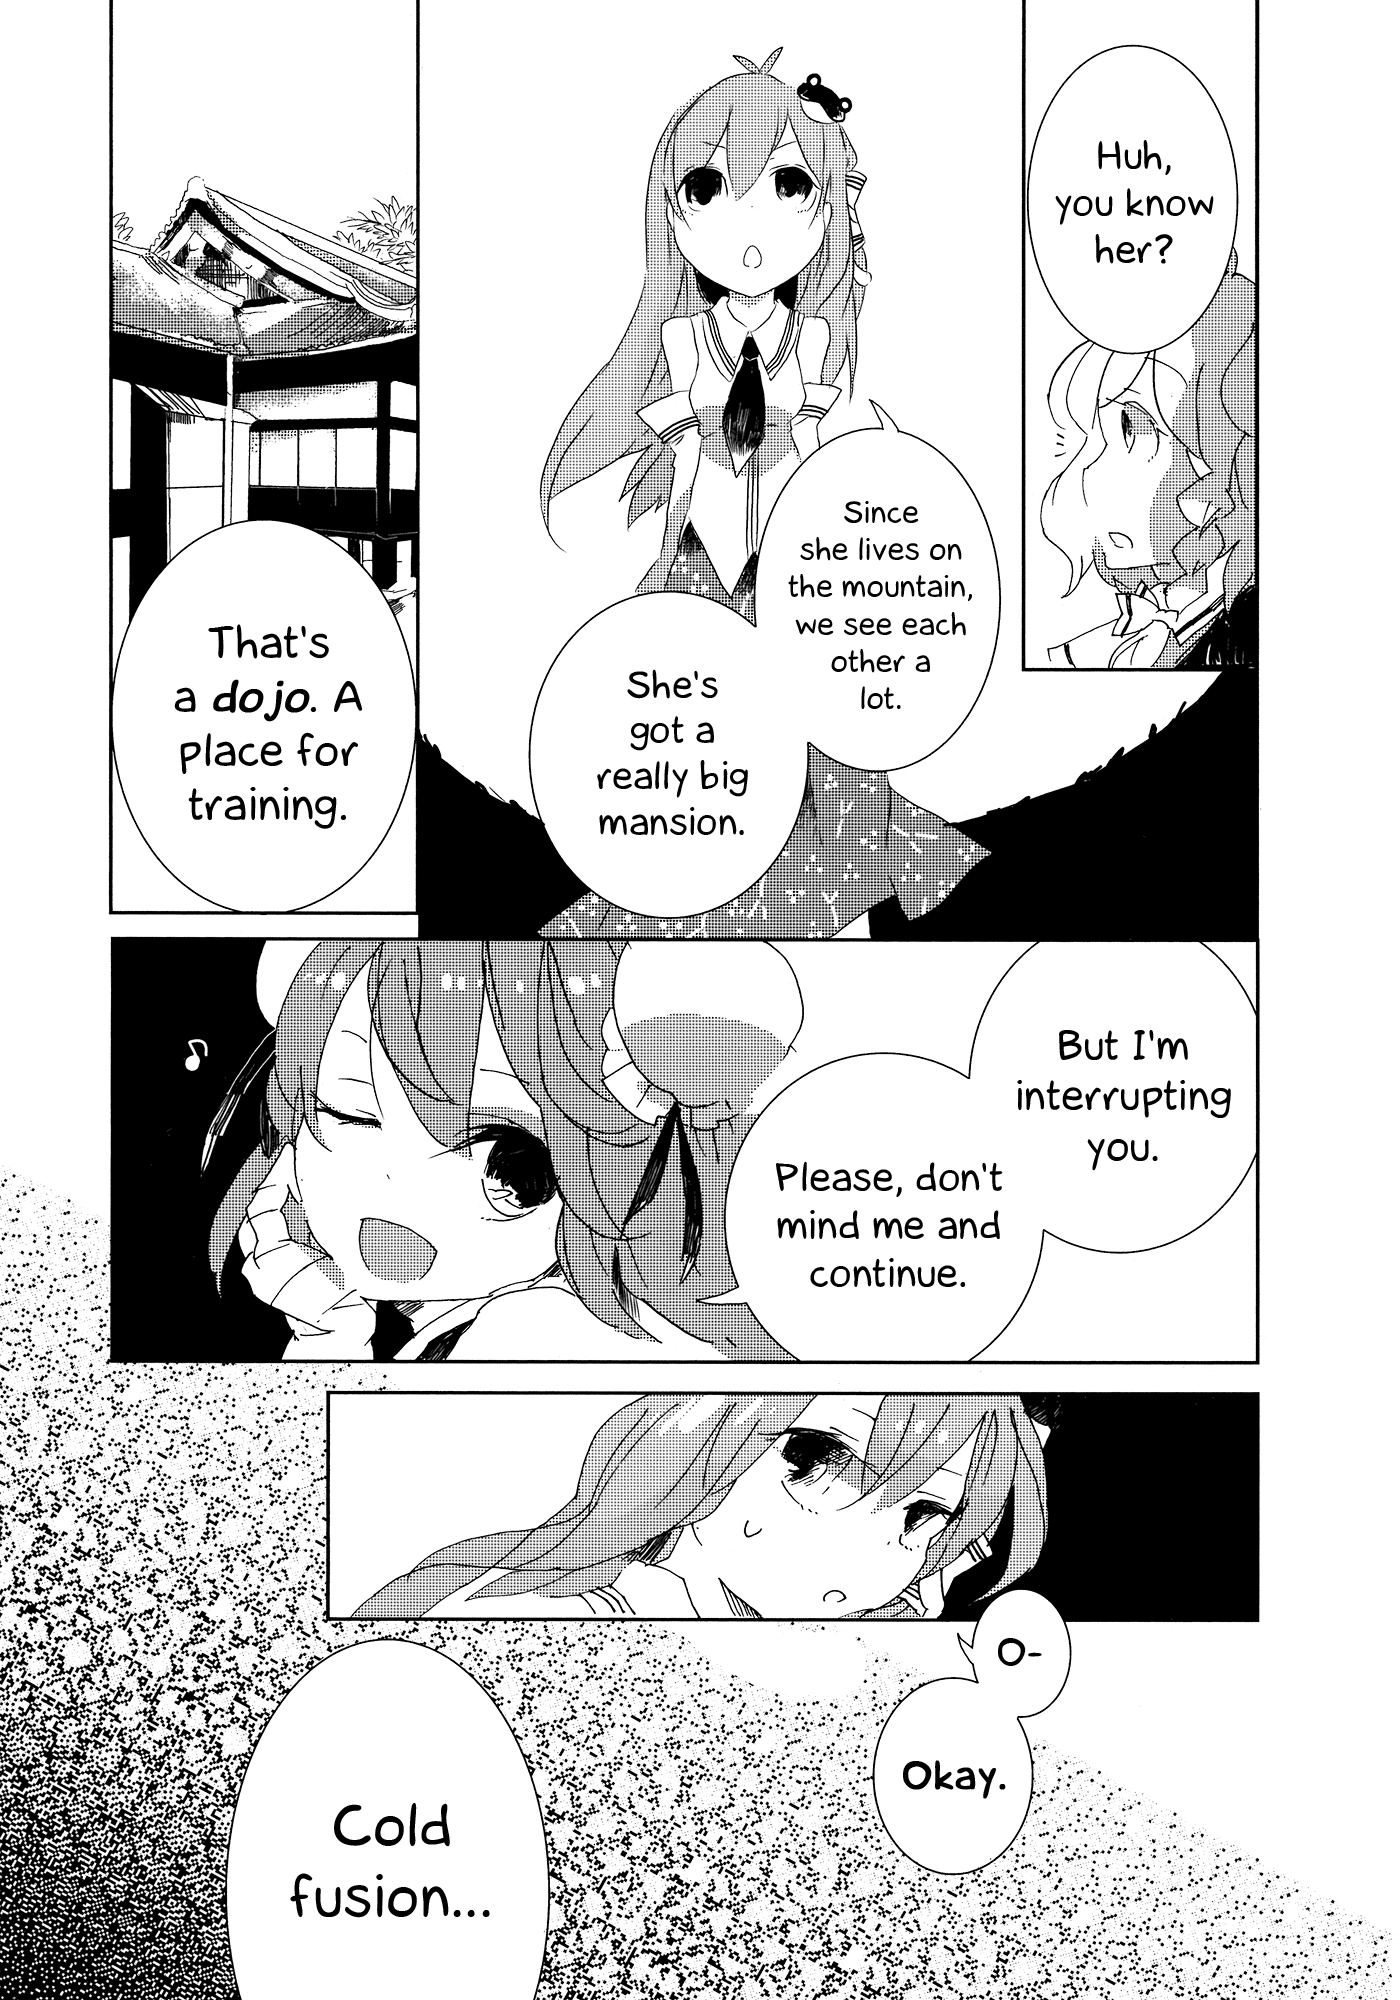 Huh,
you know
her?
Since
she lives on
the mountain,
we see each
other a
lot.
She's
got a
really big
mansion.
That's
a dojo. A
place for
training.
But I'm
interrupting
you.
Please, don't
mind me and
continue.
O-
Okay.
Cold
fusion...